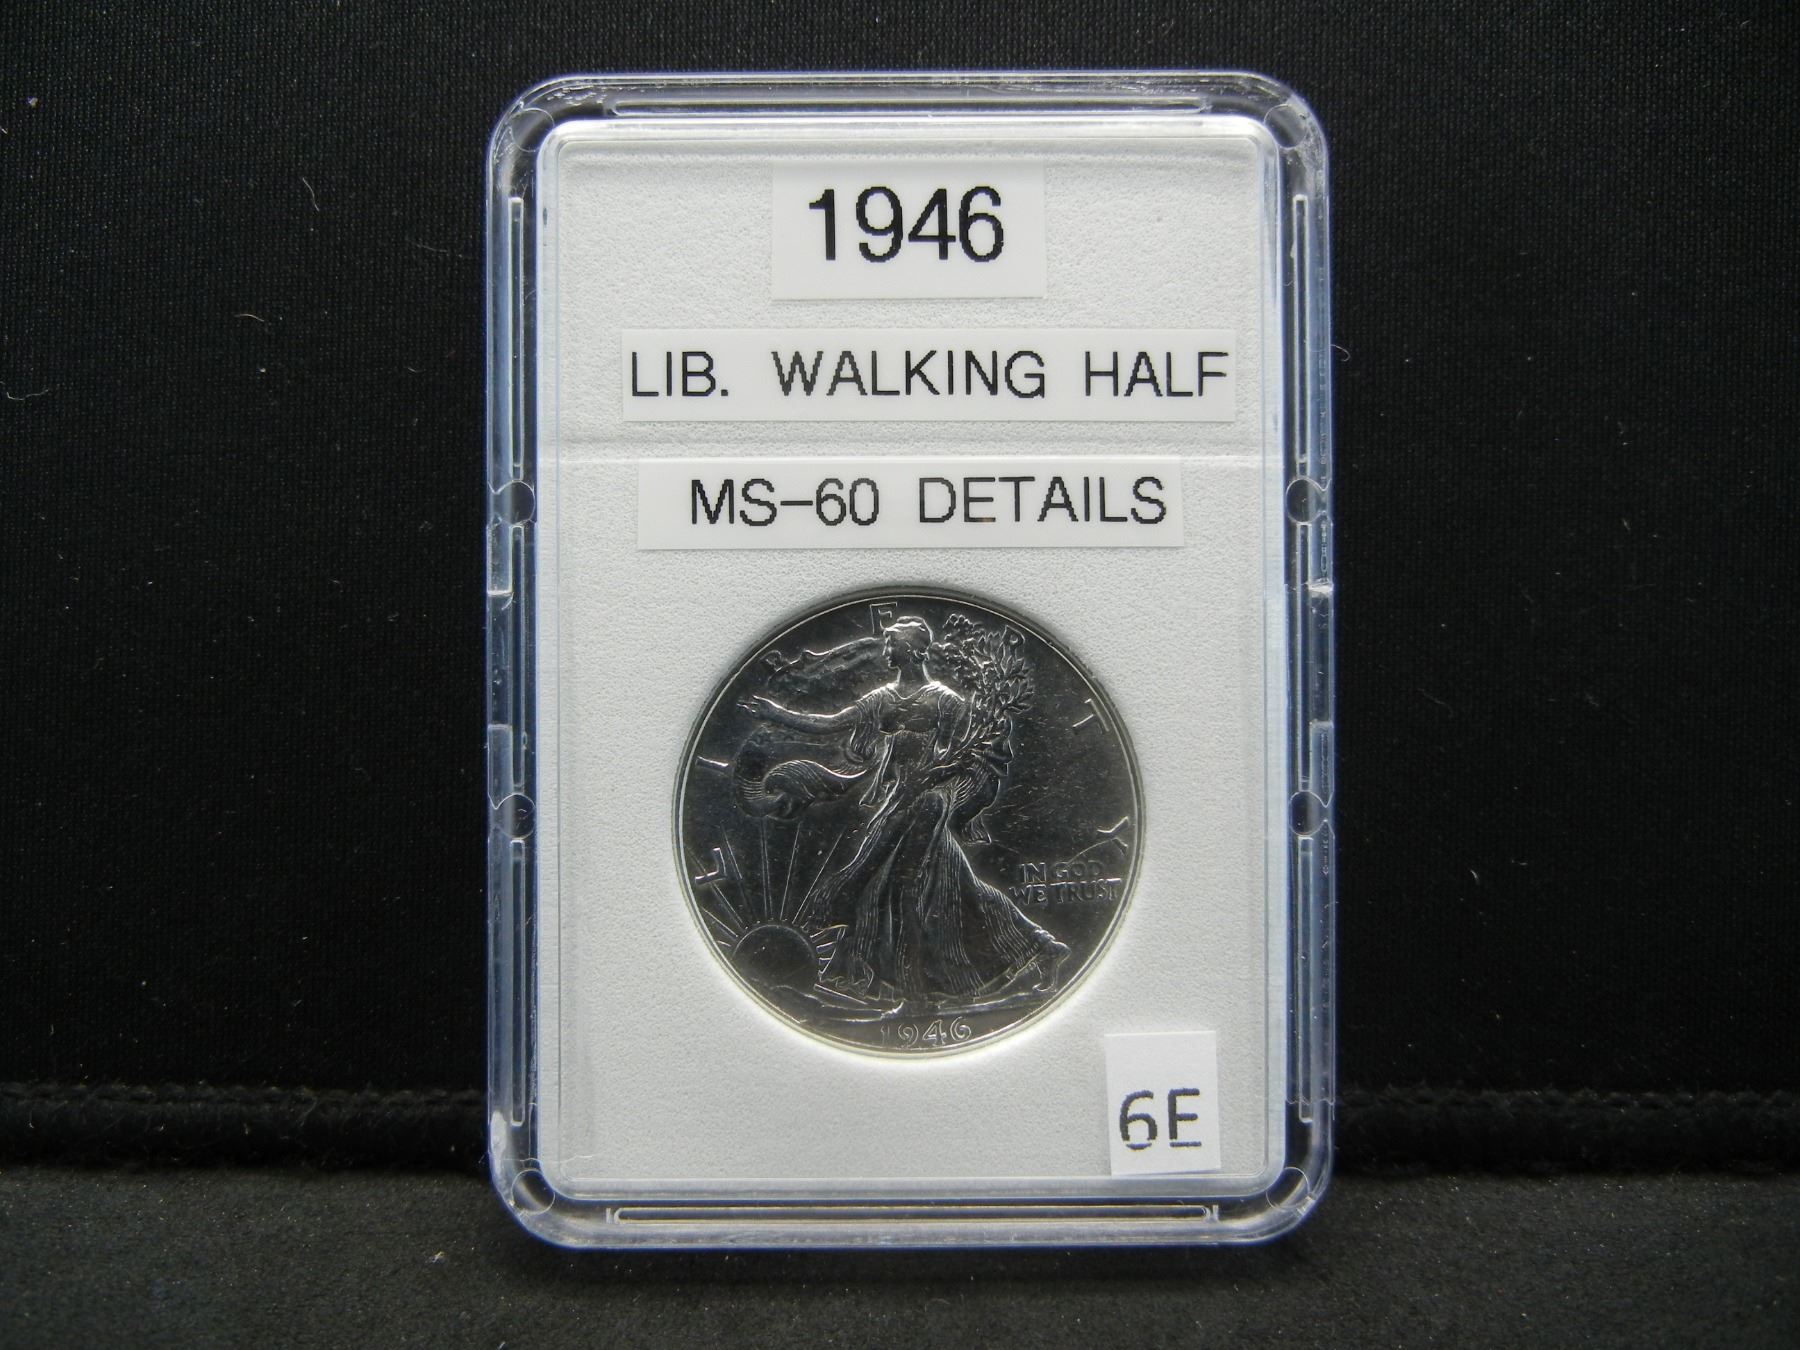 1946
LIB. WALKING HALF
MS-60 DETAILS
LIBERTY
IN GOD
WE TRUST
1946
6E